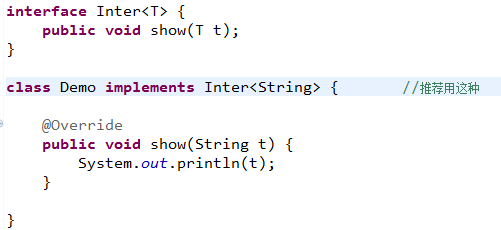 interface Inter<T> {
    public void show(T t);
}
class Demo implements Inter<String> {        //推荐用这种
    @Override
    public void show(String t) {
        System.out.println(t);
    }
}